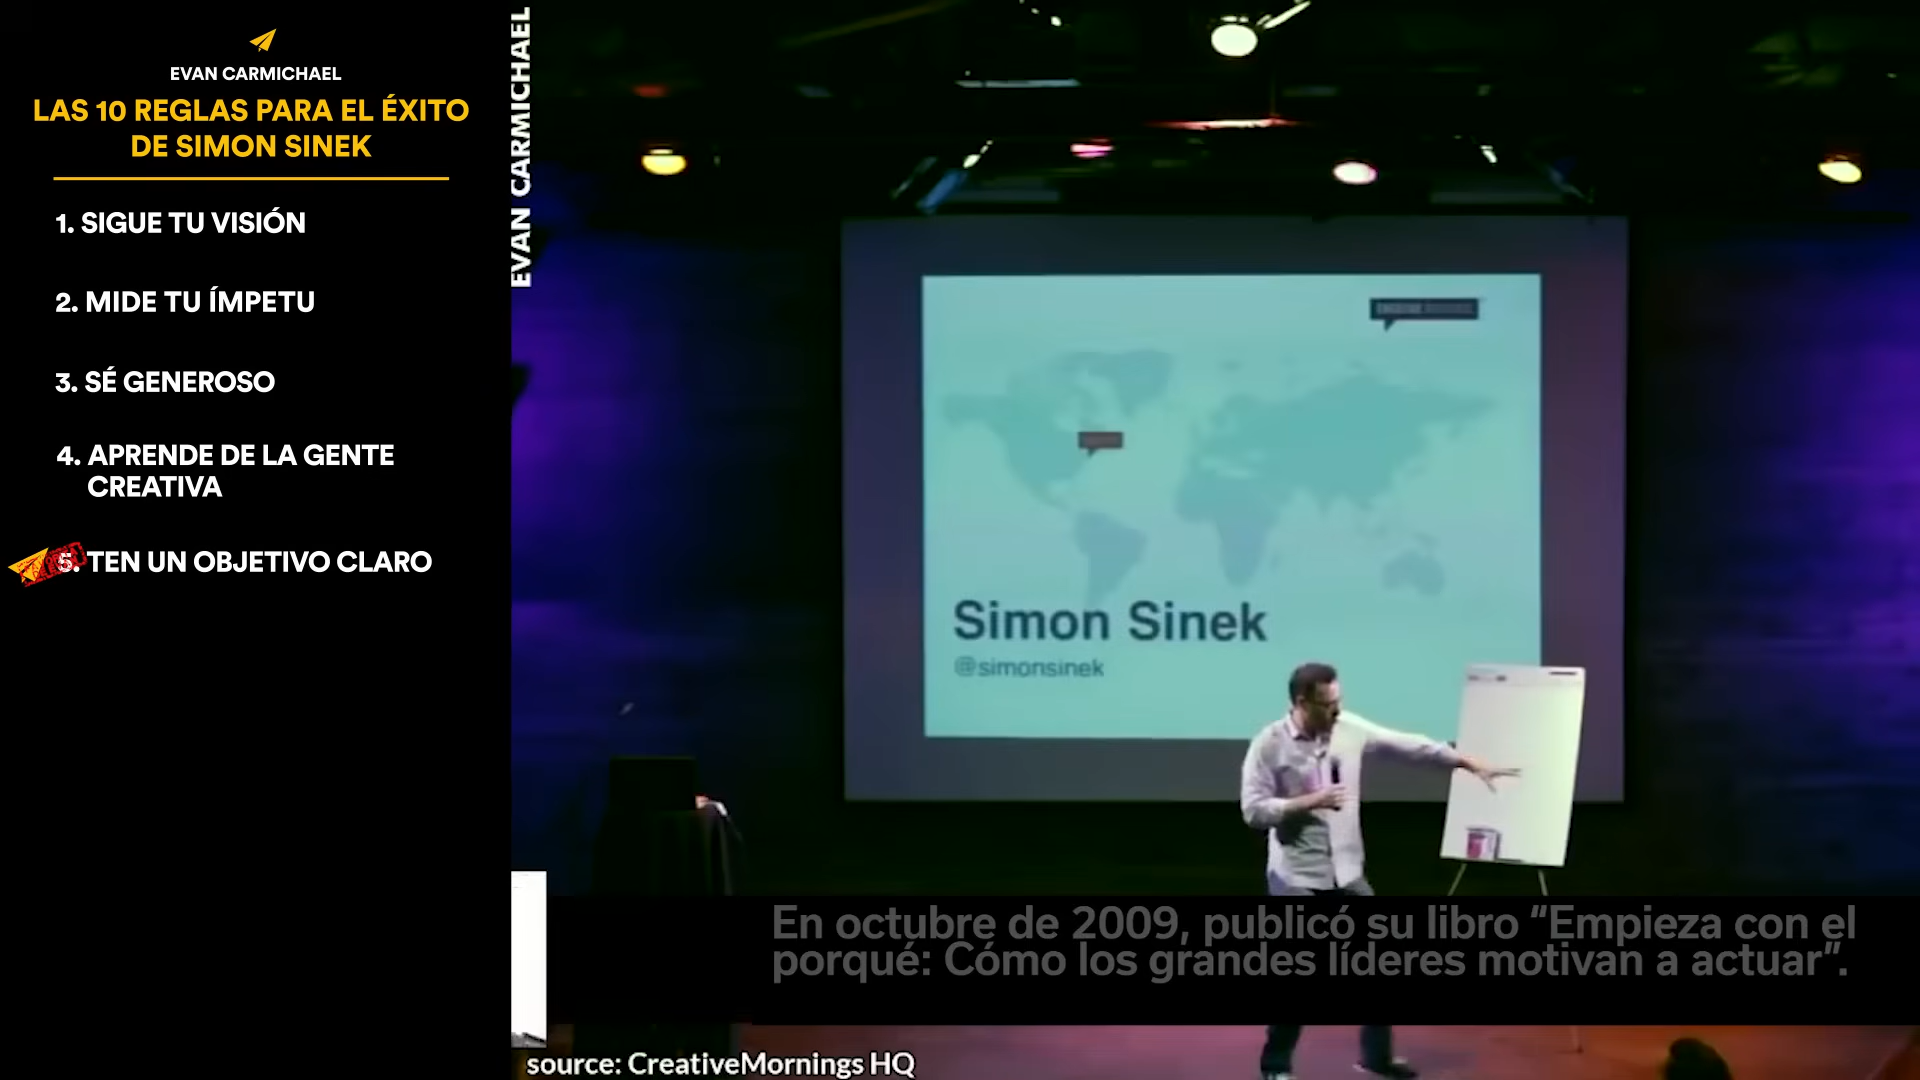 EVAN CARMICHAEL
LAS 10 REGLAS PARA EL ÉXITO
DE SIMON SINEK
1. SIGUE TU VISIÓN
2. MIDE TU ÍMPETU
3. SÉ GENEROSO
4. APRENDE DE LA GENTE
CREATIVA
5. TEN UN OBJETIVO CLARO
EVAN CARMICHAEL
Simon Sinek
@simonsinek
En octubre de 2009, publicó su libro “Empieza con el
porqué: Cómo los grandes líderes motivan a actuar”.
source: CreativeMornings HQ